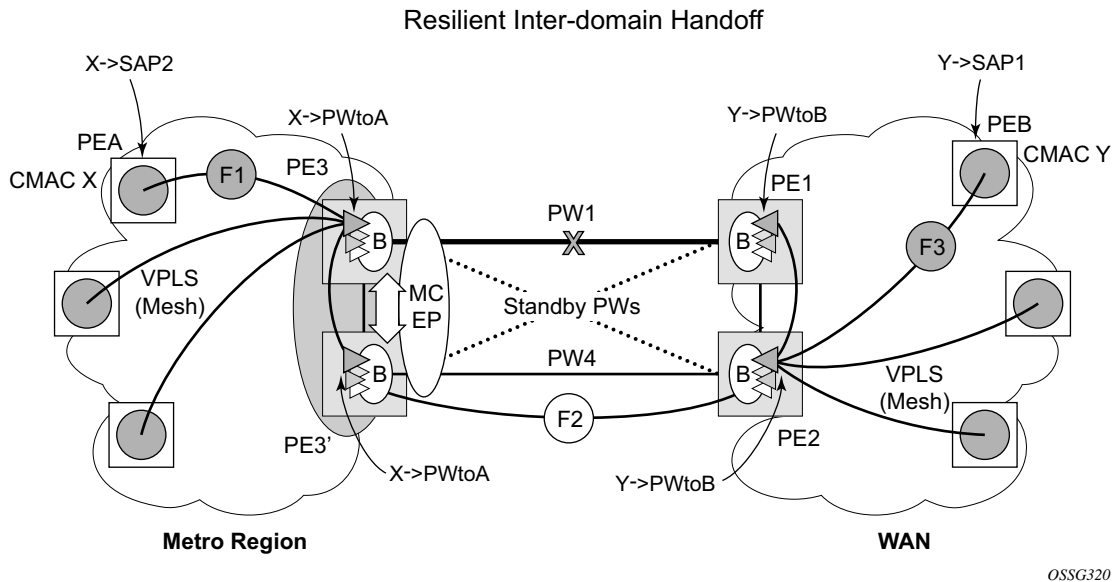 Resilient Inter-domain Handoff
X->SAP2
Y->SAP1
X->PWtoA
Y->PWtoB
PEA
PEB
CMAC X
F1
PE3
PE1
CMAC Y
PW1
X
B
B
F3
VPLS
(Mesh)
MC
EP
Standby PWs
PW4
B
B
VPLS
(Mesh)
F2
PE3'
PE2
X->PWtoA
Y->PWtoB
Metro Region
WAN
OSSG320